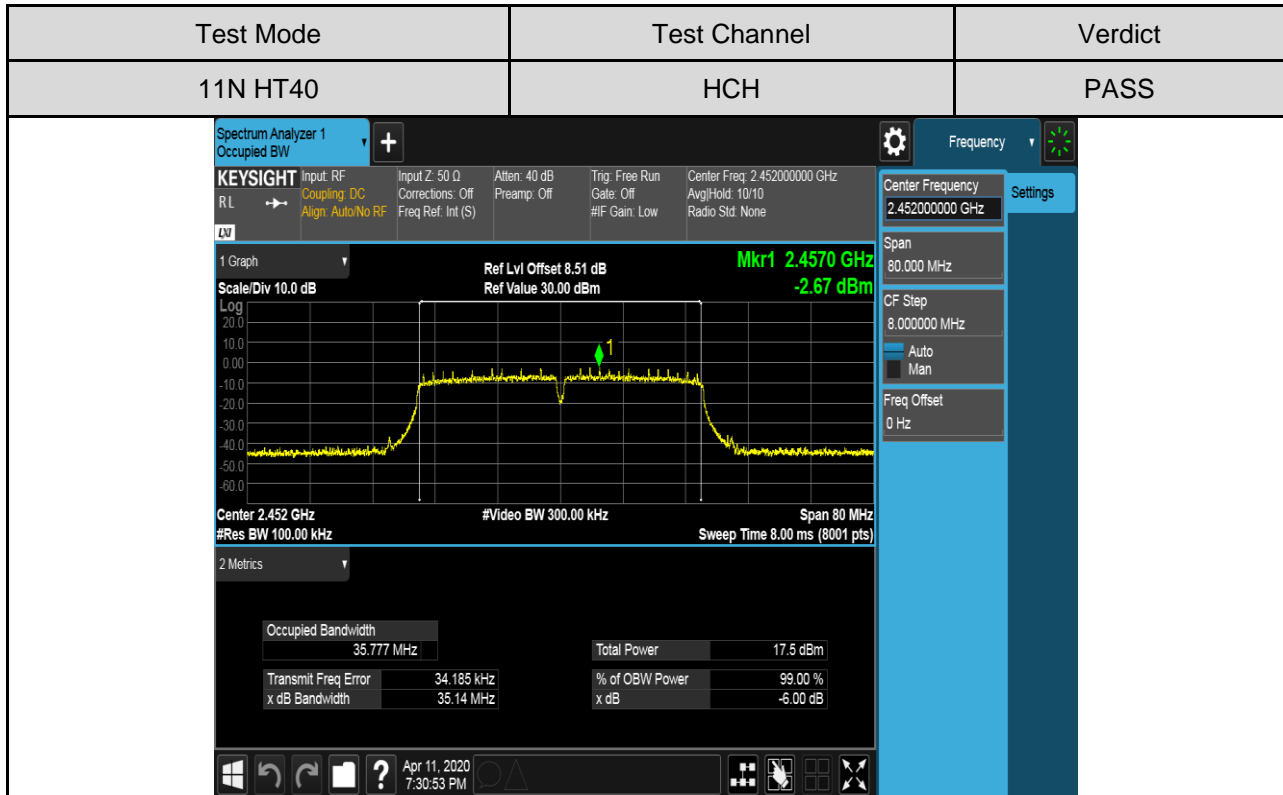 Test Mode Test Channel Verdict
11N HT40 HCH PASS
Spectrum Analyzer 1
Occupied BW
+
Frequency
KEYSIGHT
RL
LXI
Input: RF
Coupling: DC
Align: Auto/No RF
Input Z: 50 Ω
Corrections: Off
Freq Ref: Int (S)
Atten: 40 dB
Preamp: Off
Trig: Free Run
Gate: Off
#IF Gain: Low
Center Freq: 2.452000000 GHz
Avg|Hold: 10/10
Radio Std: None
Center Frequency
2.452000000 GHz
Settings
Span
80.000 MHz
CF Step
8.000000 MHz
Auto
Man
Freq Offset
0 Hz
1 Graph
Scale/Div 10.0 dB
Ref Lvl Offset 8.51 dB
Ref Value 30.00 dBm
Mkr1 2.4570 GHz
-2.67 dBm
Log
20.0
10.0
0.00
-10.0
-20.0
-30.0
-40.0
-50.0
-60.0
1
Center 2.452 GHz #Video BW 300.00 kHz Span 80 MHz
#Res BW 100.00 kHz Sweep Time 8.00 ms (8001 pts)
2 Metrics
Occupied Bandwidth
35.777 MHz
Total Power 17.5 dBm
Transmit Freq Error 34.185 kHz % of OBW Power 99.00 %
x dB Bandwidth 35.14 MHz x dB -6.00 dB
?
Apr 11, 2020
7:30:53 PM